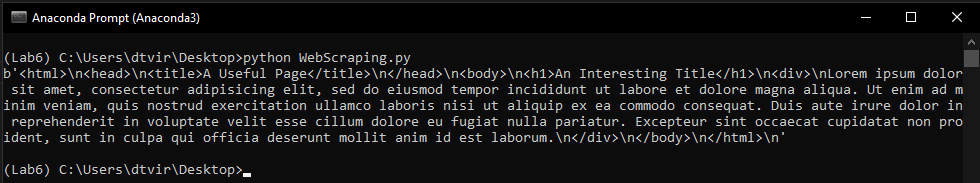 Anaconda Prompt (Anaconda3)
(Lab6) C:\Users\dtvir\Desktop>python WebScraping.py
b'<html>\n<head>\n<title>A Useful Page</title>\n</head>\n<body>\n<h1>An Interesting Title</h1>\n<div>\nLorem ipsum dolor
 sit amet, consectetur adipisicing elit, sed do eiusmod tempor incididunt ut labore et dolore magna aliqua. Ut enim ad m
inim veniam, quis nostrud exercitation ullamco laboris nisi ut aliquip ex ea commodo consequat. Duis aute irure dolor in
 reprehenderit in voluptate velit esse cillum dolore eu fugiat nulla pariatur. Excepteur sint occaecat cupidatat non pro
ident, sunt in culpa qui officia deserunt mollit anim id est laborum.\n</div>\n</body>\n</html>\n'
(Lab6) C:\Users\dtvir\Desktop>